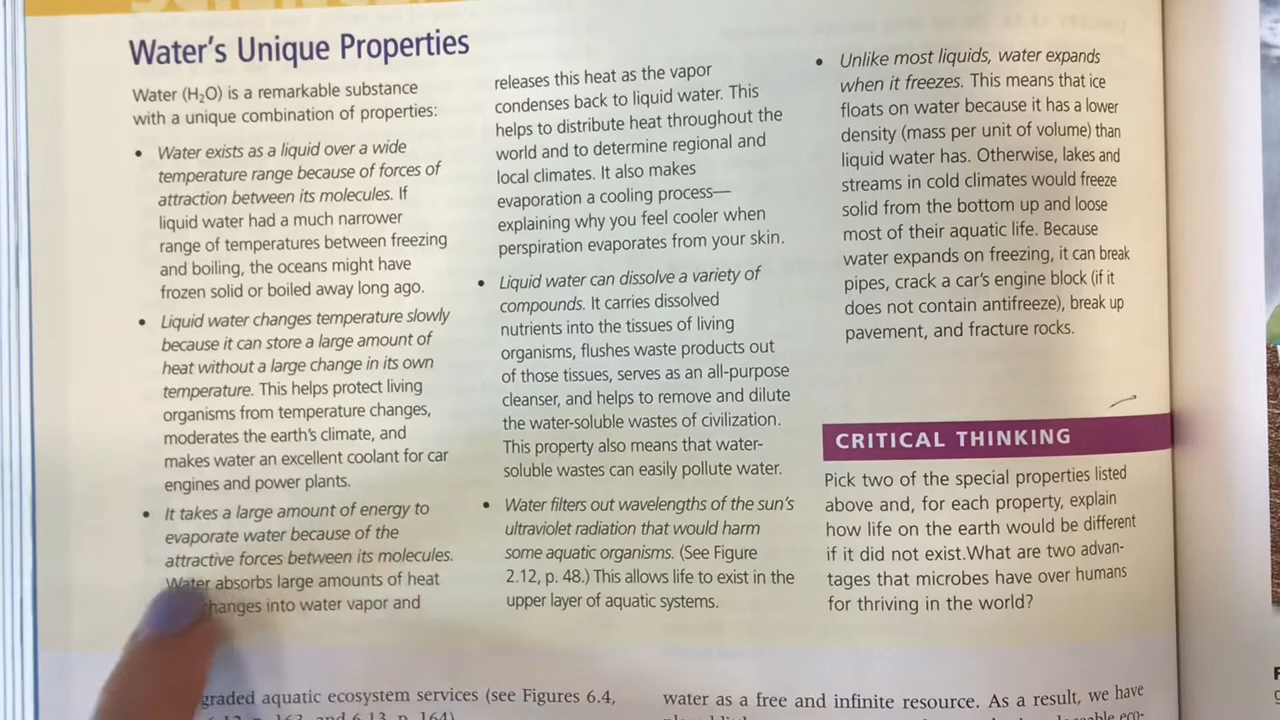 Water's Unique Properties
Water (H₂O) is a remarkable substance
with a unique combination of properties:
• Water exists as a liquid over a wide
temperature range because of forces of
attraction between its molecules. If
liquid water had a much narrower
range of temperatures between freezing
and boiling, the oceans might have
frozen solid or boiled away long ago.
• Liquid water changes temperature slowly
because it can store a large amount of
heat without a large change in its own
temperature. This helps protect living
organisms from temperature changes,
moderates the earth's climate, and
makes water an excellent coolant for car
engines and power plants.
• It takes a large amount of energy to
evaporate water because of the
attractive forces between its molecules.
Water absorbs large amounts of heat
changes into water vapor and
releases this heat as the vapor
condenses back to liquid water. This
helps to distribute heat throughout the
world and to determine regional and
local climates. It also makes
evaporation a cooling process—
explaining why you feel cooler when
perspiration evaporates from your skin.
• Liquid water can dissolve a variety of
compounds. It carries dissolved
nutrients into the tissues of living
organisms, flushes waste products out
of those tissues, serves as an all-purpose
cleanser, and helps to remove and dilute
the water-soluble wastes of civilization.
This property also means that water-
soluble wastes can easily pollute water.
• Water filters out wavelengths of the sun's
ultraviolet radiation that would harm
some aquatic organisms. (See Figure
2.12, p. 48.) This allows life to exist in the
upper layer of aquatic systems.
• Unlike most liquids, water expands
when it freezes. This means that ice
floats on water because it has a lower
density (mass per unit of volume) than
liquid water has. Otherwise, lakes and
streams in cold climates would freeze
solid from the bottom up and loose
most of their aquatic life. Because
water expands on freezing, it can break
pipes, crack a car's engine block (if it
does not contain antifreeze), break up
pavement, and fracture rocks.
CRITICAL THINKING
Pick two of the special properties listed
above and, for each property, explain
how life on the earth would be different
if it did not exist.What are two advan-
tages that microbes have over humans
for thriving in the world?
graded aquatic ecosystem services (see Figures 6.4,
p. 163, and 6.13, p. 164)
water as a free and infinite resource. As a result, we have